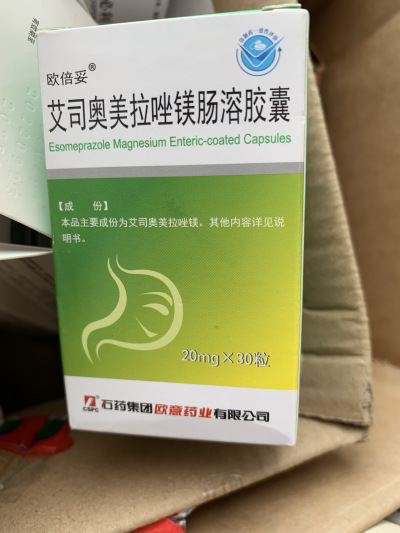 欧倍妥®
艾司奥美拉唑镁肠溶胶囊
Esomeprazole Magnesium Enteric-coated Capsules
【成 份】
本品主要成份为艾司奥美拉唑镁。其他内容详见说
明书。
20mg×30粒
CSPC 石药集团欧意药业有限公司